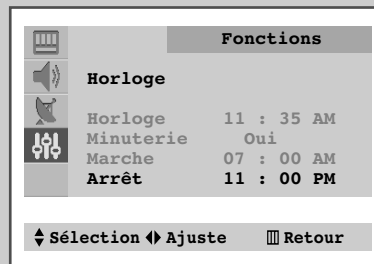 Fonctions
Horloge
Horloge 11 : 35 AM
Minuterie Oui
Marche 07 : 00 AM
Arrêt 11 : 00 PM
Sélection Ajuste Retour